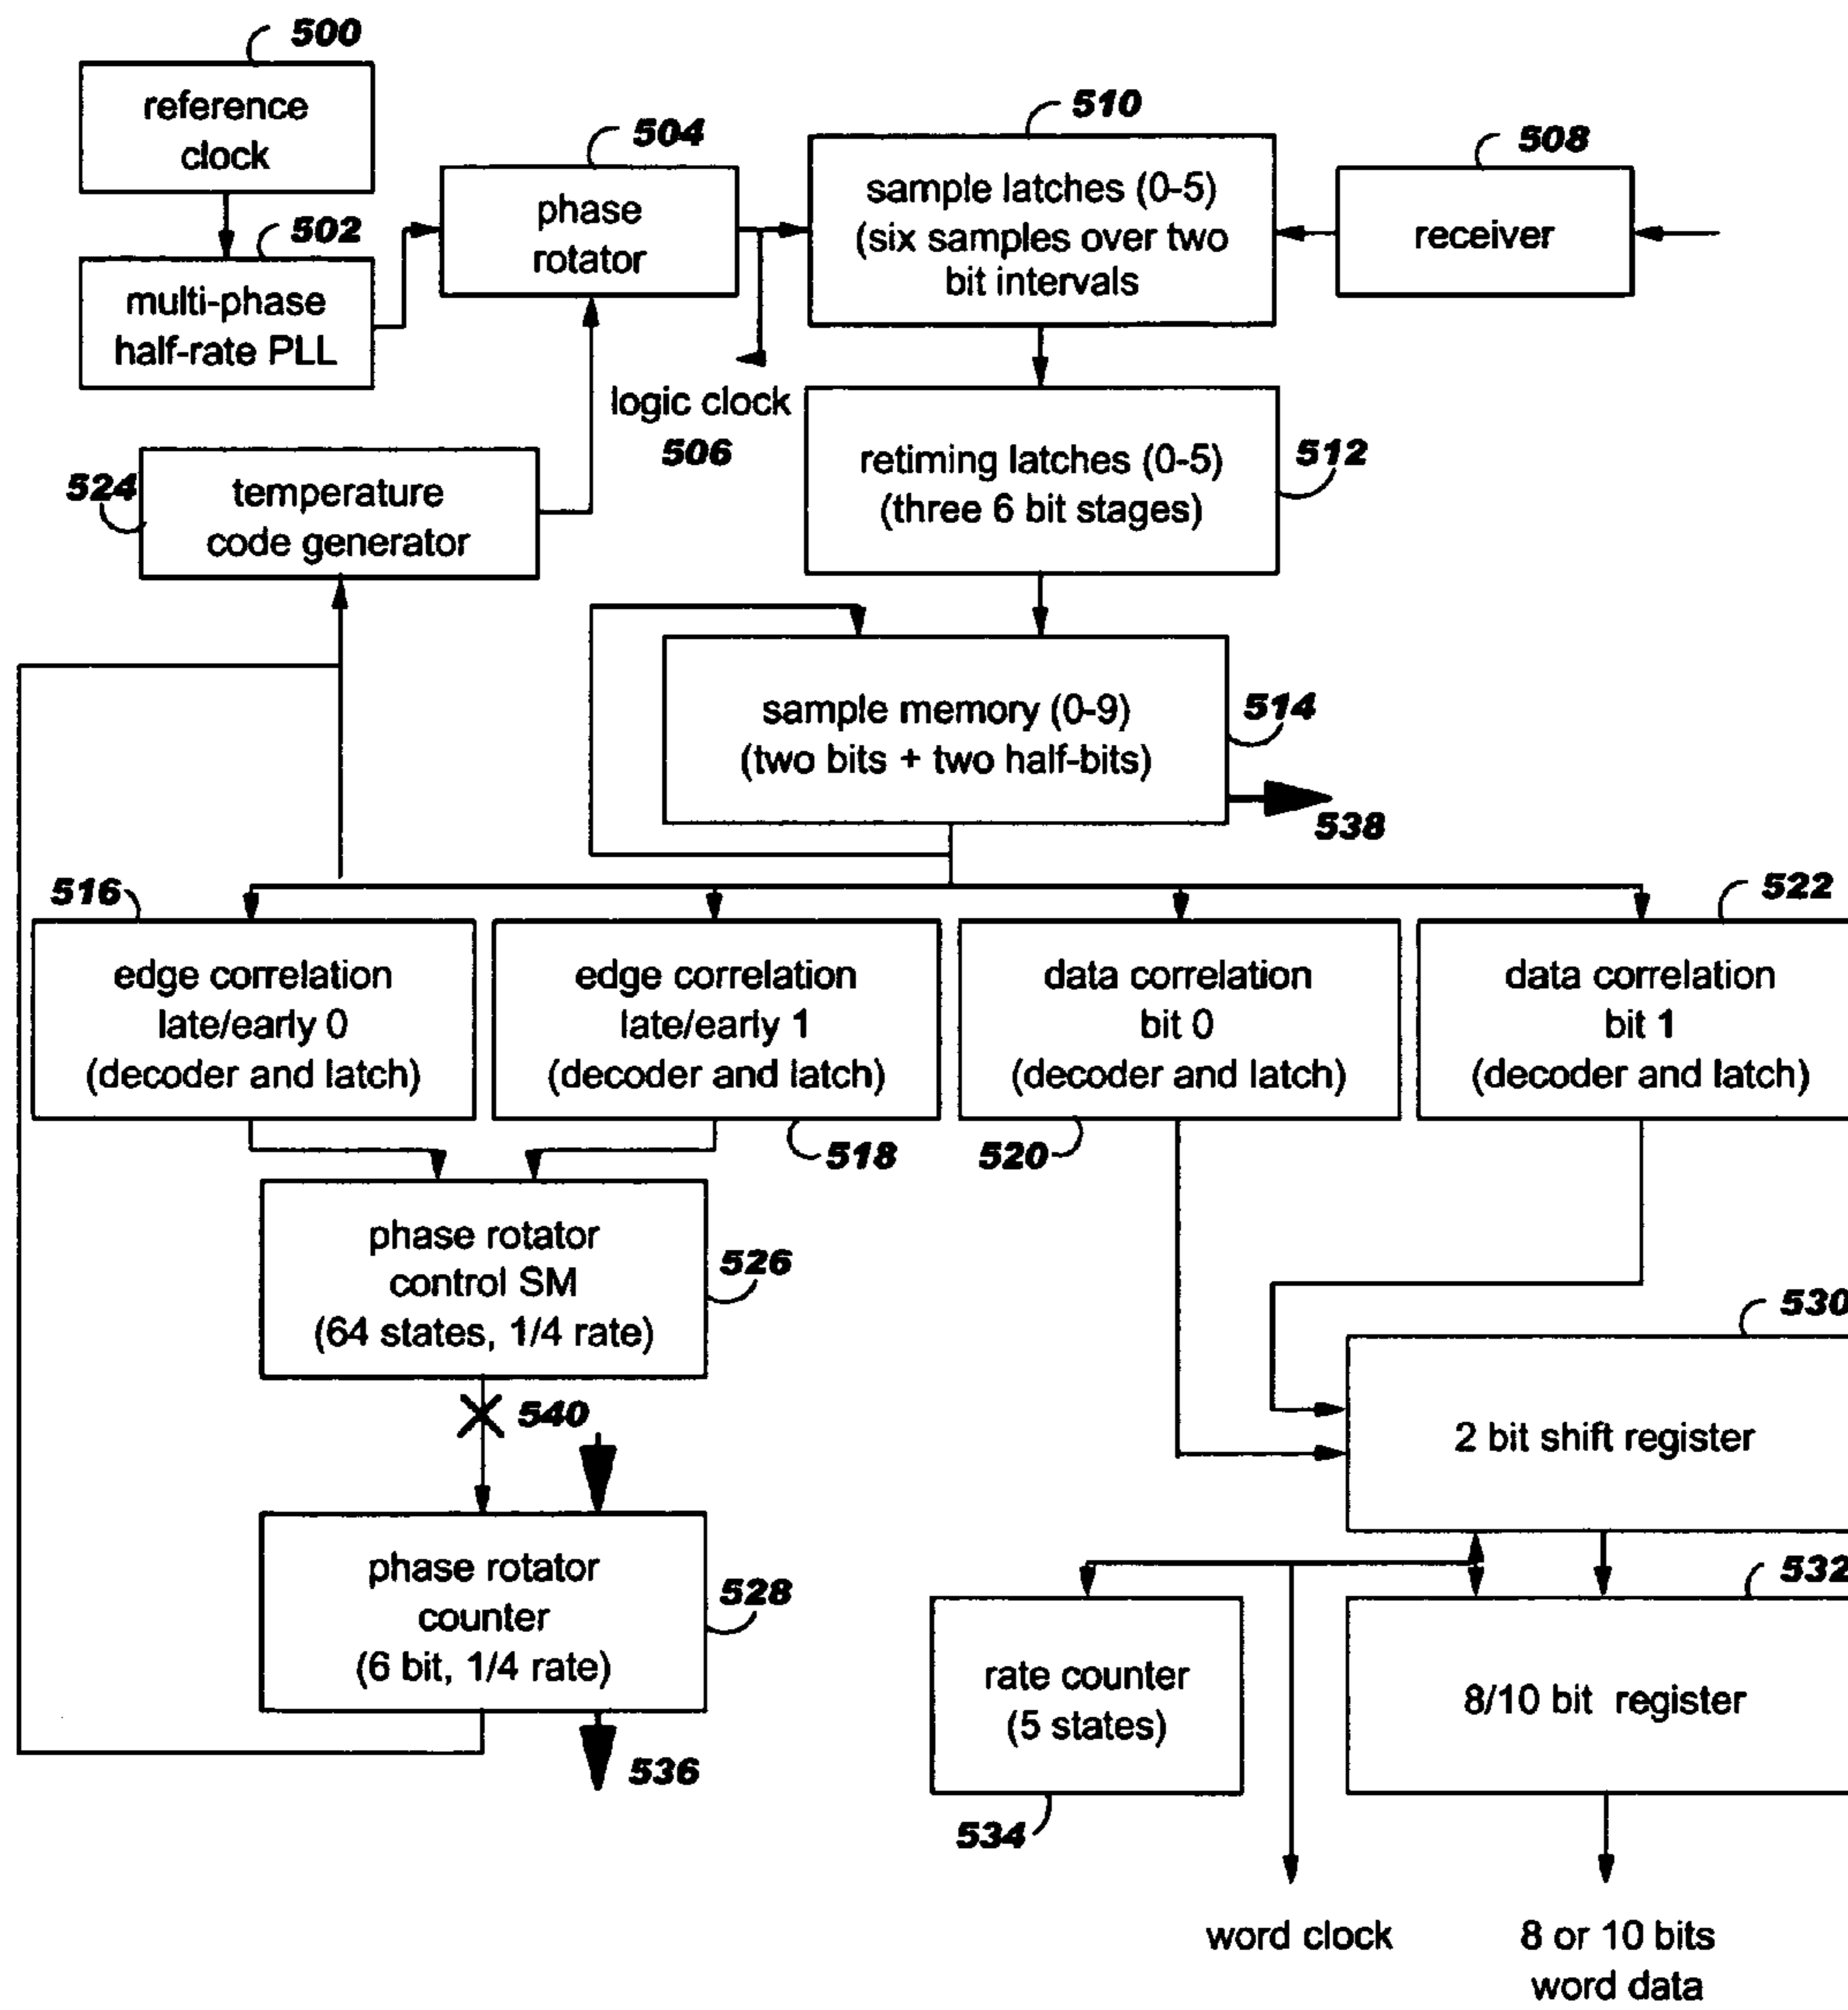 500
reference
clock
502
multi-phase
half-rate PLL
504
phase
rotator
510
sample latches (0-5)
(six samples over two
bit intervals
508
receiver
logic clock
506
retiming latches (0-5)
(three 6 bit stages)
512
524
temperature
code generator
sample memory (0-9)
(two bits + two half-bits)
514
538
516
edge correlation
late/early 0
(decoder and latch)
edge correlation
late/early 1
(decoder and latch)
518
data correlation
bit 0
(decoder and latch)
520
522
data correlation
bit 1
(decoder and latch)
phase rotator
control SM
(64 states, 1/4 rate)
526
540
530
2 bit shift register
phase rotator
counter
(6 bit, 1/4 rate)
528
536
rate counter
(5 states)
534
532
8/10 bit register
word clock
8 or 10 bits
word data